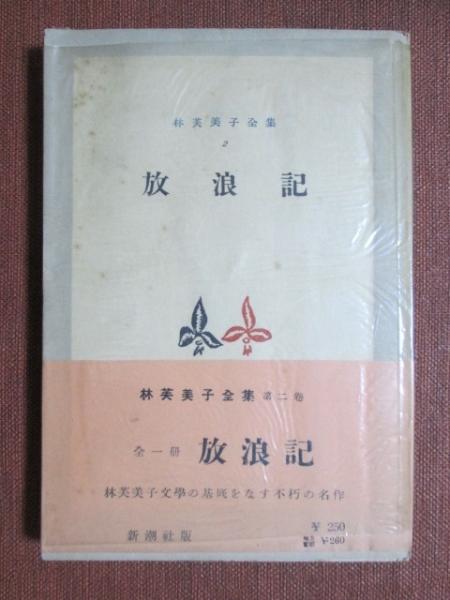 林芙美子全集
2
放浪記
林芙美子全集 第二巻
全一册 放浪記
林芙美子文學の基底をなす不朽の名作
新潮社版
¥ 250
¥ 260